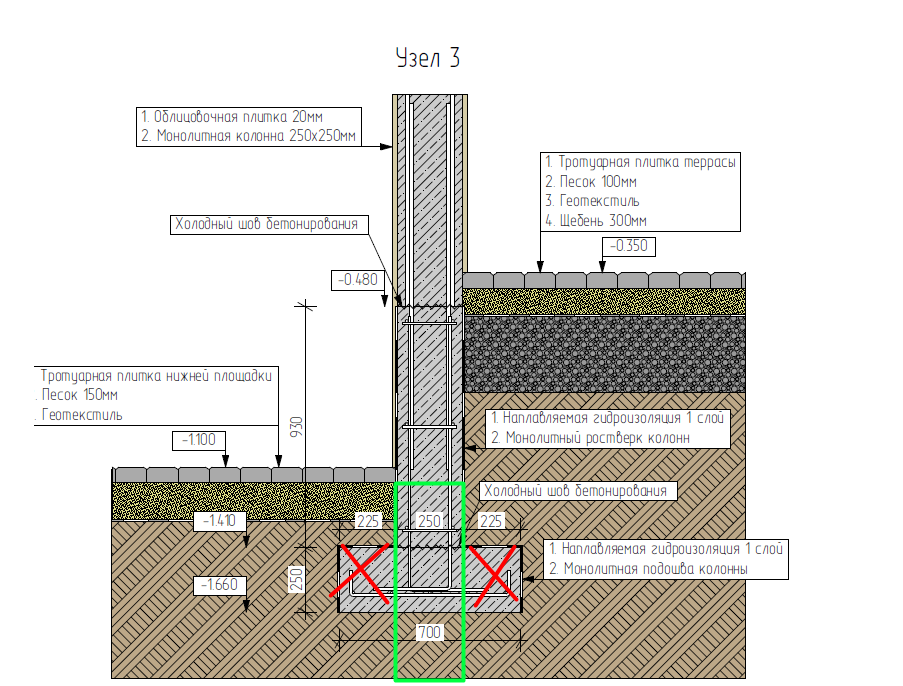 Узел 3
1. Облицовочная плитка 20мм
2. Монолитная колонна 250х250мм
1. Тротуарная плитка террасы
2. Песок 100мм
3. Геотекстиль
4. Щебень 300мм
Холодный шов бетонирования
-0.350
-0.480
Тротуарная плитка нижней площадки
. Песок 150мм
. Геотекстиль
930
1. Наплавляемая гидроизоляция 1 слой
2. Монолитный ростверк колонн
-1.100
Холодный шов бетонирования
-1.410
225
250
225
1. Наплавляемая гидроизоляция 1 слой
2. Монолитная подошва колонны
-1.660
250
700